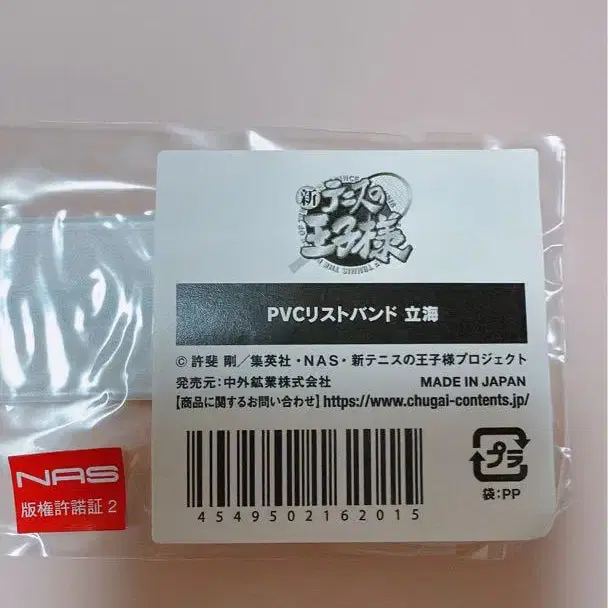 新テニスの
王子様
PVCリストバンド 立海
© 許斐 剛／集英社・NAS・新テニスの王子様プロジェクト
発売元：中外鉱業株式会社 MADE IN JAPAN
【商品に関するお問い合わせ】https://www.chugai-contents.jp/
4549502162015
プラ
袋：PP
NAS
版権許諾証 2